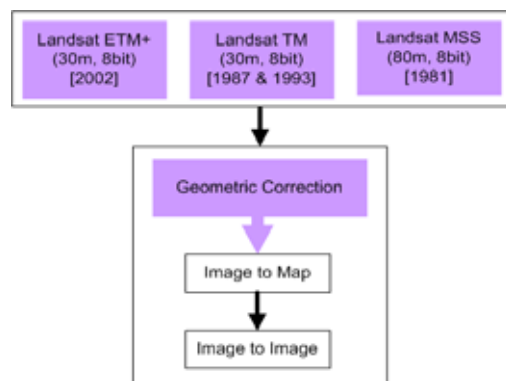 Landsat ETM+
(30m, 8bit)
[2002]
Landsat TM
(30m, 8bit)
[1987 & 1993]
Landsat MSS
(80m, 8bit)
[1981]
Geometric Correction
Image to Map
Image to Image